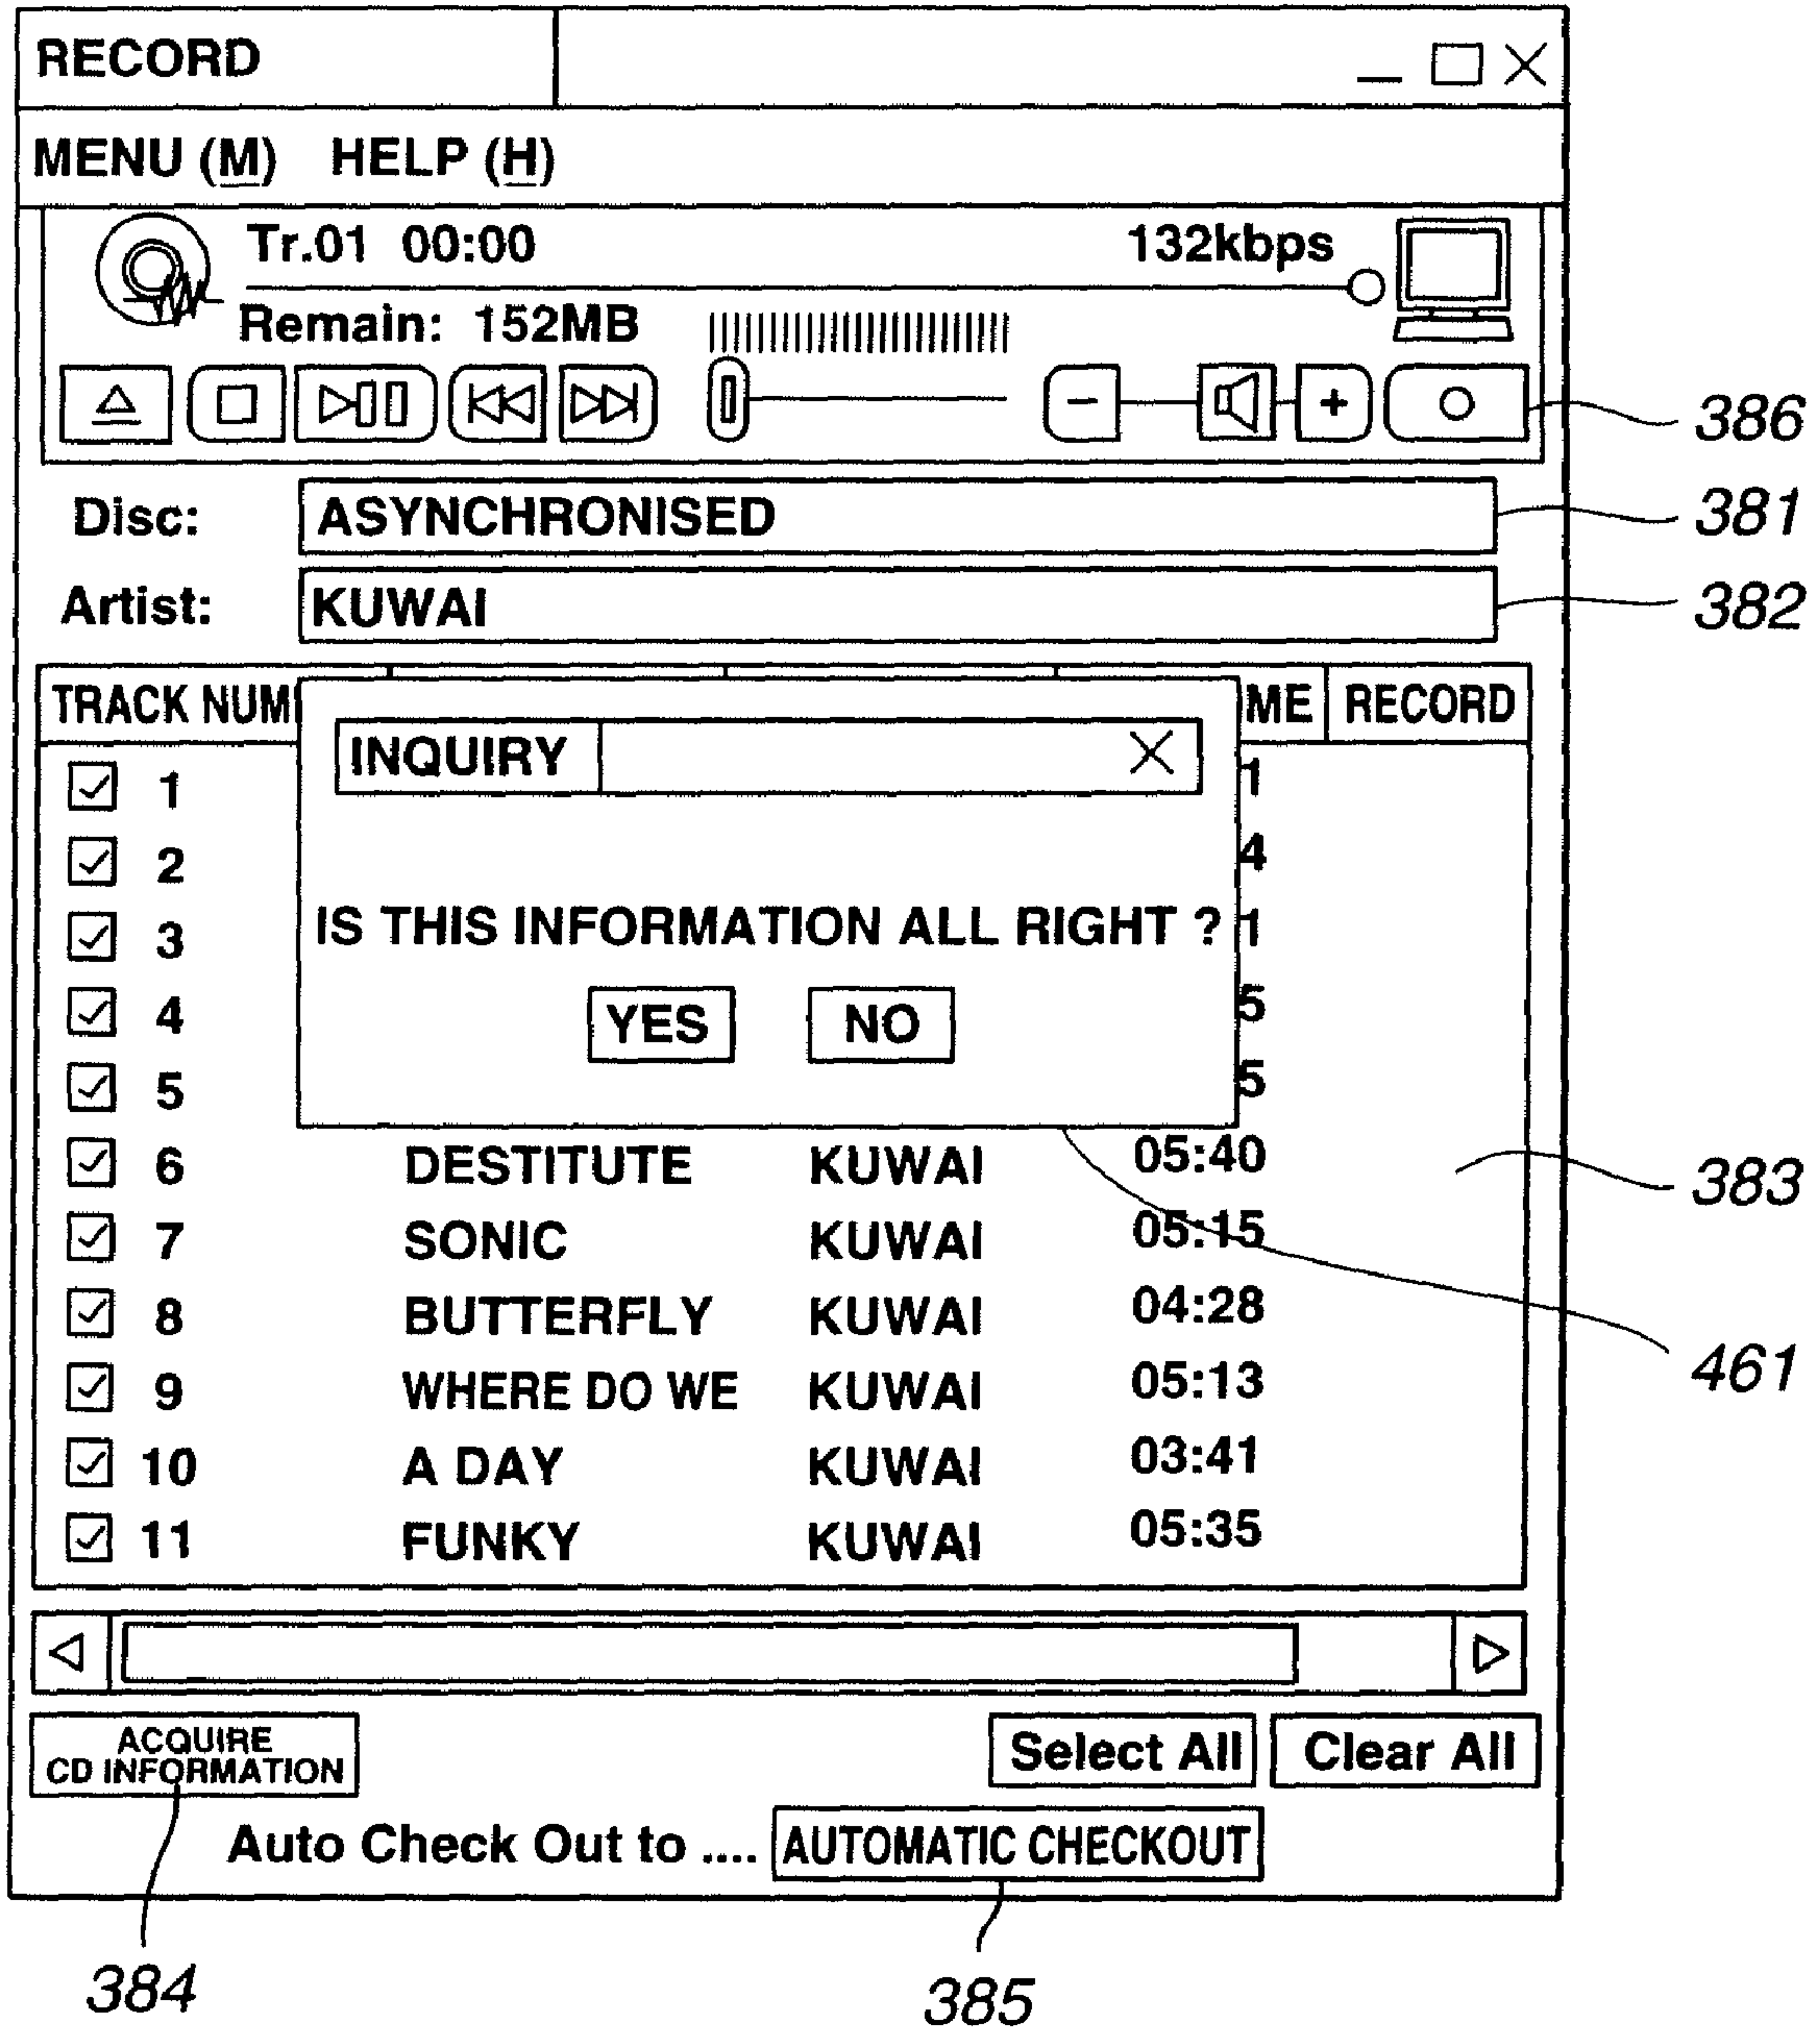 RECORD
MENU (M) HELP (H)
Tr.01 00:00 132kbps
Remain: 152MB
386
Disc: ASYNCHRONISED 381
Artist: KUWAI 382
TRACK NUM ME RECORD
INQUIRY
1 1
2 4
3 IS THIS INFORMATION ALL RIGHT ? 1
4 YES NO 5
5 5
6 DESTITUTE KUWAI 05:40 383
7 SONIC KUWAI 05:15
8 BUTTERFLY KUWAI 04:28
461
9 WHERE DO WE KUWAI 05:13
10 A DAY KUWAI 03:41
11 FUNKY KUWAI 05:35
ACQUIRE
CD INFORMATION Select All Clear All
Auto Check Out to .... AUTOMATIC CHECKOUT
384 385